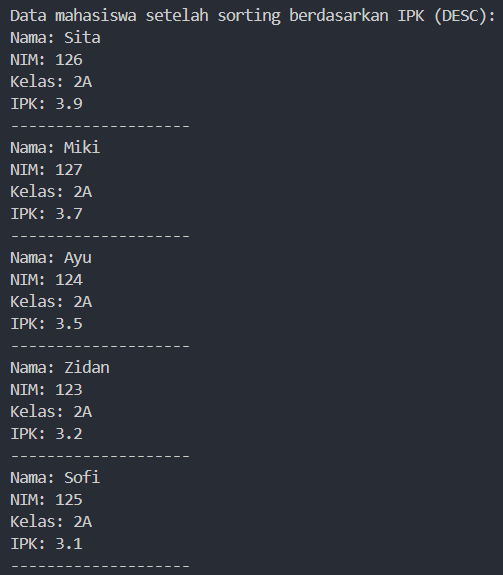 Data mahasiswa setelah sorting berdasarkan IPK (DESC):
Nama: Sita
NIM: 126
Kelas: 2A
IPK: 3.9
--------------------
Nama: Miki
NIM: 127
Kelas: 2A
IPK: 3.7
--------------------
Nama: Ayu
NIM: 124
Kelas: 2A
IPK: 3.5
--------------------
Nama: Zidan
NIM: 123
Kelas: 2A
IPK: 3.2
--------------------
Nama: Sofi
NIM: 125
Kelas: 2A
IPK: 3.1
--------------------